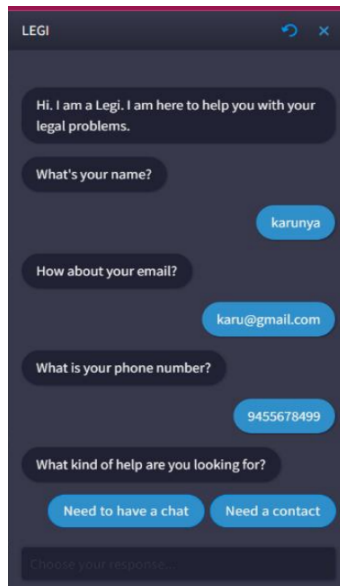 LEGI
Hi. I am a Legi. I am here to help you with your
legal problems.
What's your name?
karunya
How about your email?
karu@gmail.com
What is your phone number?
9455678499
What kind of help are you looking for?
Need to have a chat Need a contact
Choose your response...